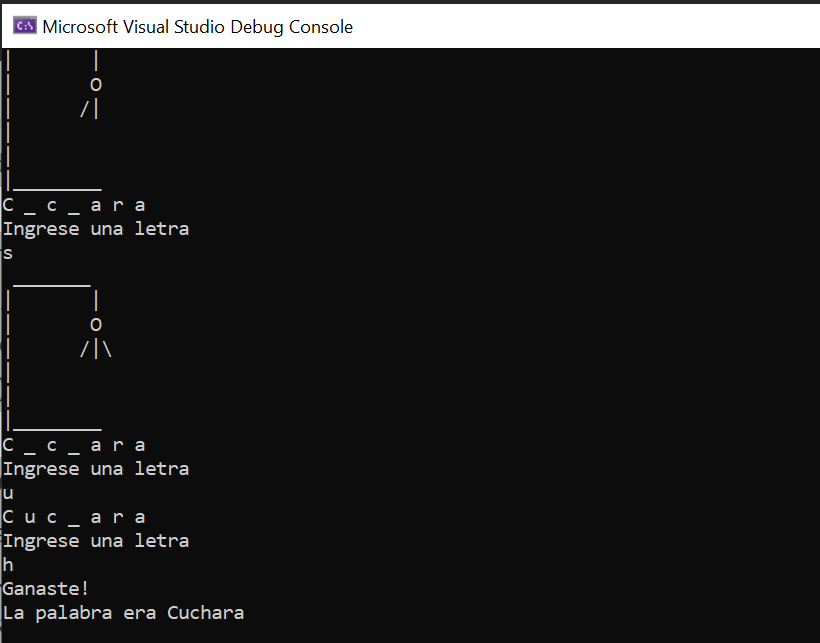 Microsoft Visual Studio Debug Console
|       |
|       O
|      /|
|
|
|________
C _ c _ a r a
Ingrese una letra
s
 _______
|       |
|       O
|      /|\
|
|
|________
C _ c _ a r a
Ingrese una letra
u
C u c _ a r a
Ingrese una letra
h
Ganaste!
La palabra era Cuchara